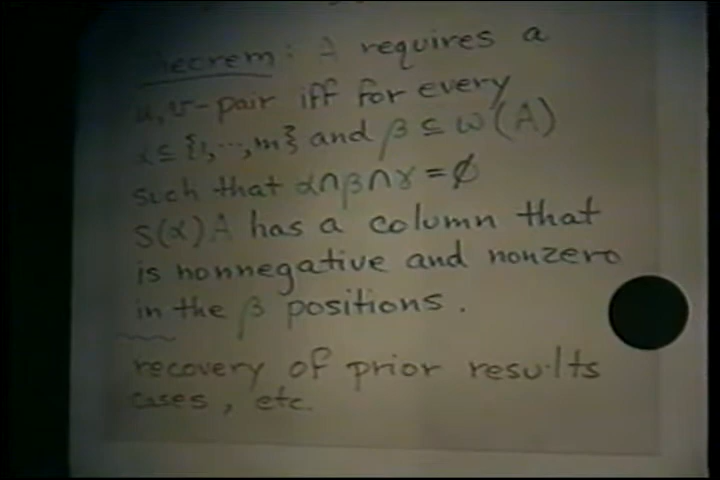 Theorem: A requires a
u,v-pair iff for every
α⊆{1,..,m} and β⊆ω(A)
such that α∩β∩γ=∅
S(α)A has a column that
is nonnegative and nonzero
in the β positions.
recovery of prior results
cases, etc.